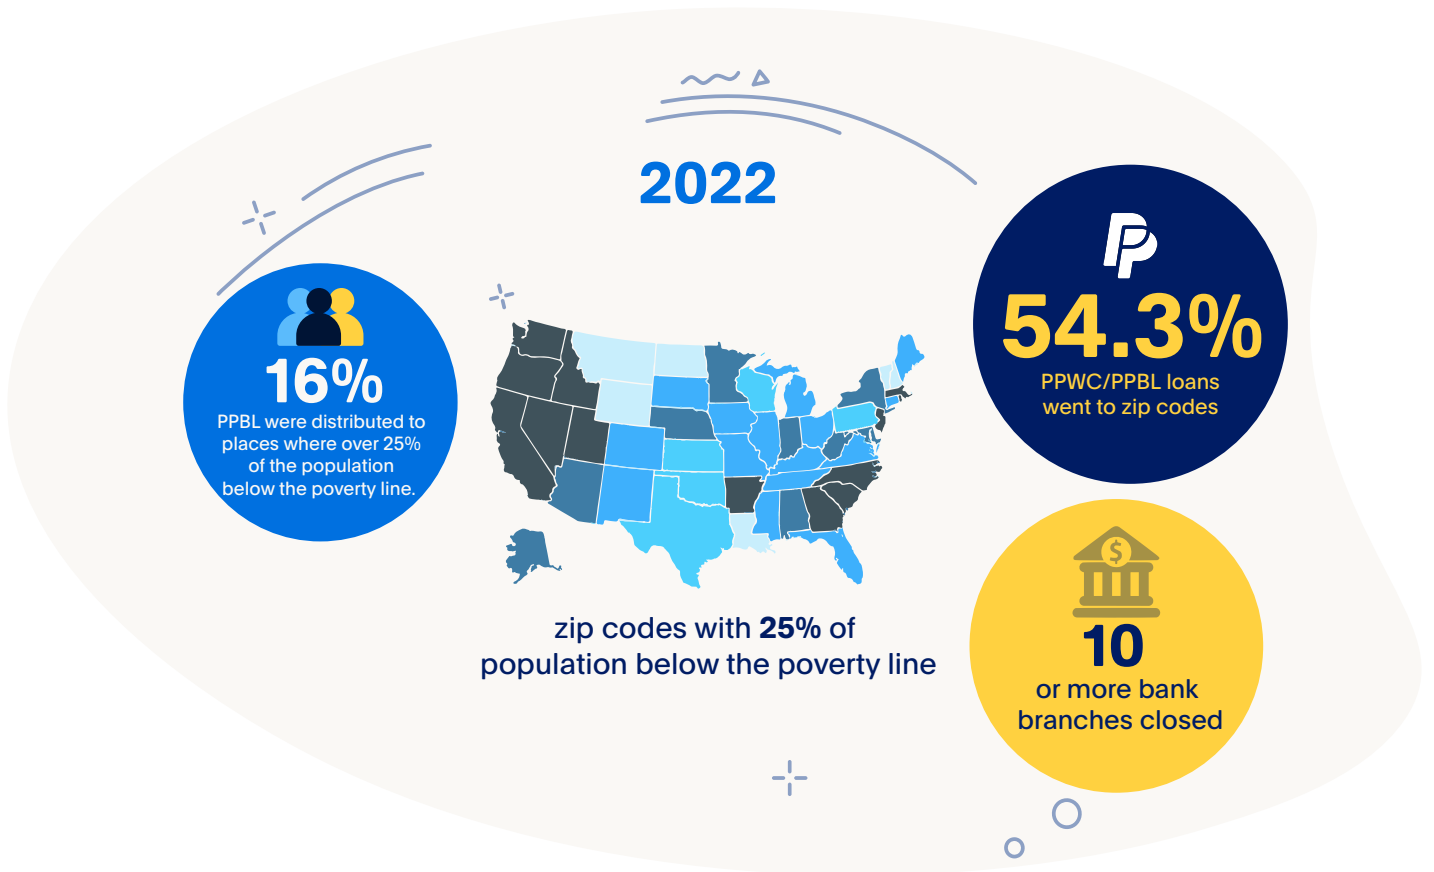 2022
16%
PPBL were distributed to
places where over 25%
of the population
below the poverty line.
zip codes with 25% of
population below the poverty line
54.3%
PPWC/PPBL loans
went to zip codes
$
10
or more bank
branches closed